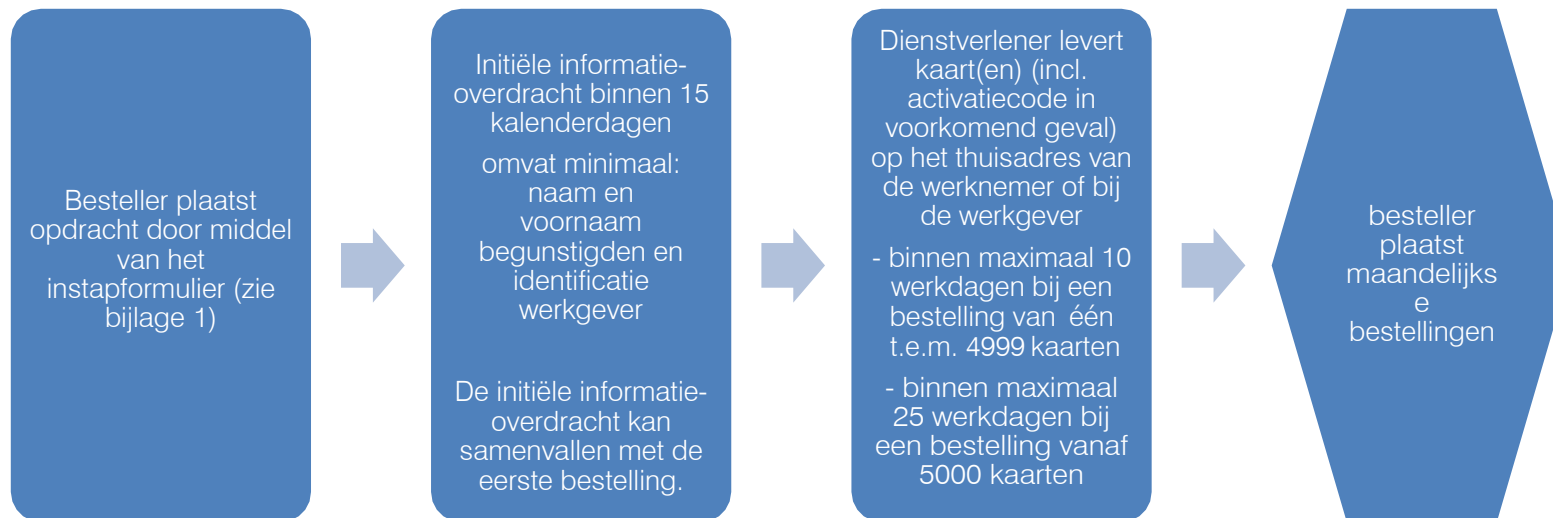 Besteller plaatst
opdracht door middel
van het
instapformulier (zie
bijlage 1)
Initiële informatie-
overdracht binnen 15
kalenderdagen
omvat minimaal:
naam en
voornaam
begunstigden en
identificatie
werkgever
De initiële informatie-
overdracht kan
samenvallen met de
eerste bestelling.
Dienstverlener levert
kaart(en) (incl.
activatiecode in
voorkomend geval)
op het thuisadres van
de werknemer of bij
de werkgever
- binnen maximaal 10
werkdagen bij een
bestelling van één
t.e.m. 4999 kaarten
- binnen maximaal
25 werkdagen bij
een bestelling vanaf
5000 kaarten
besteller
plaatst
maandelijks
e
bestellingen